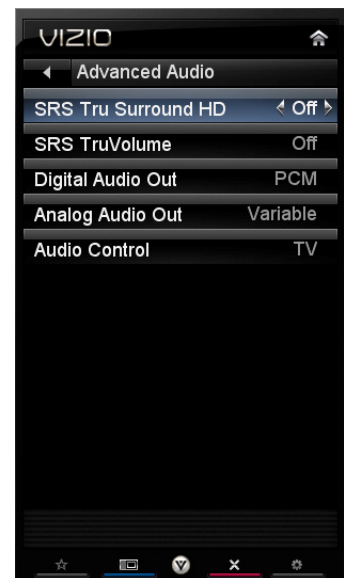 VIZIO
Advanced Audio
SRS Tru Surround HD Off
SRS TruVolume Off
Digital Audio Out PCM
Analog Audio Out Variable
Audio Control TV